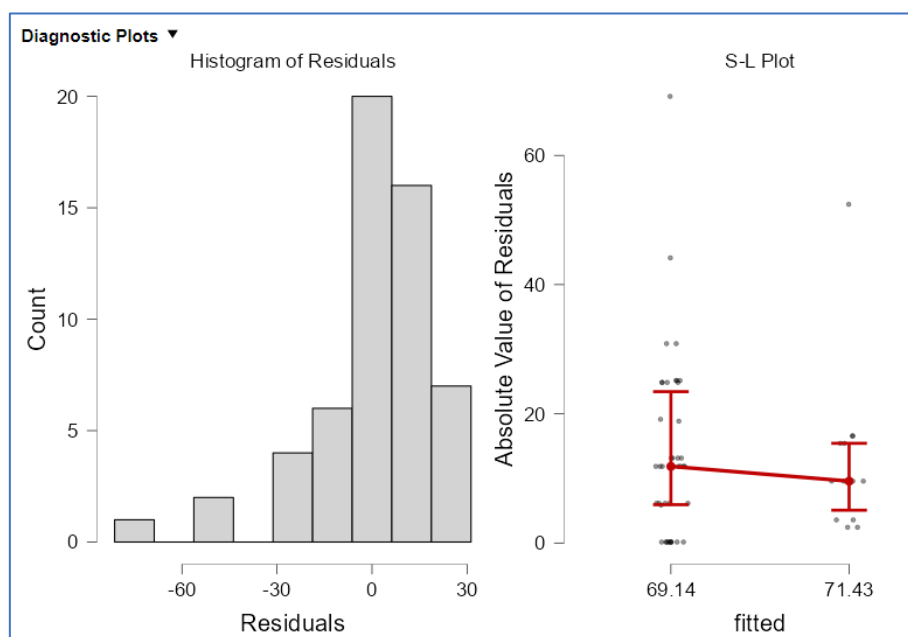 Diagnostic Plots ▼
Histogram of Residuals
20
15
10
5
0
Count
-60
-30
0
30
Residuals
S-L Plot
60
40
20
0
Absolute Value of Residuals
69.14
71.43
fitted